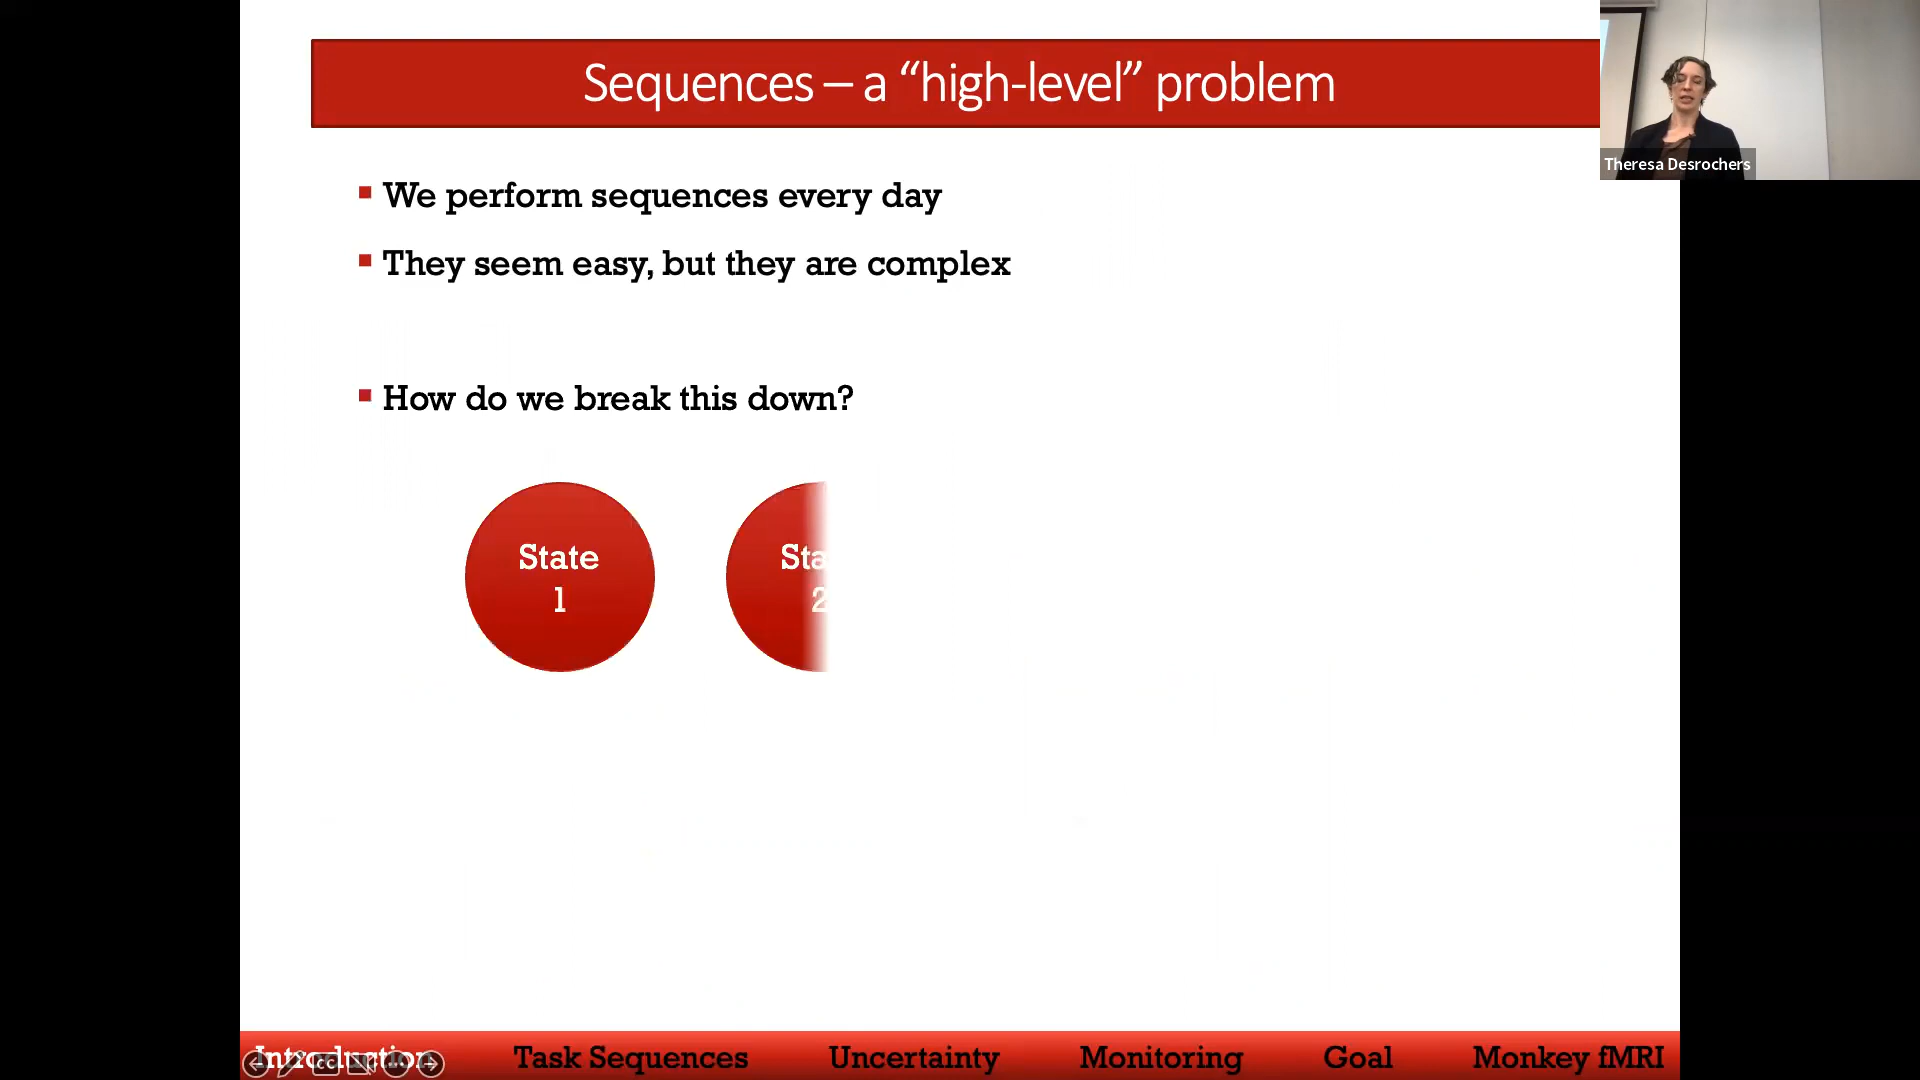 Sequences – a “high-level” problem
Theresa Desrochers
We perform sequences every day
They seem easy, but they are complex
How do we break this down?
State
1
Sta
2
Introduction Task Sequences Uncertainty Monitoring Goal Monkey fMRI
CC